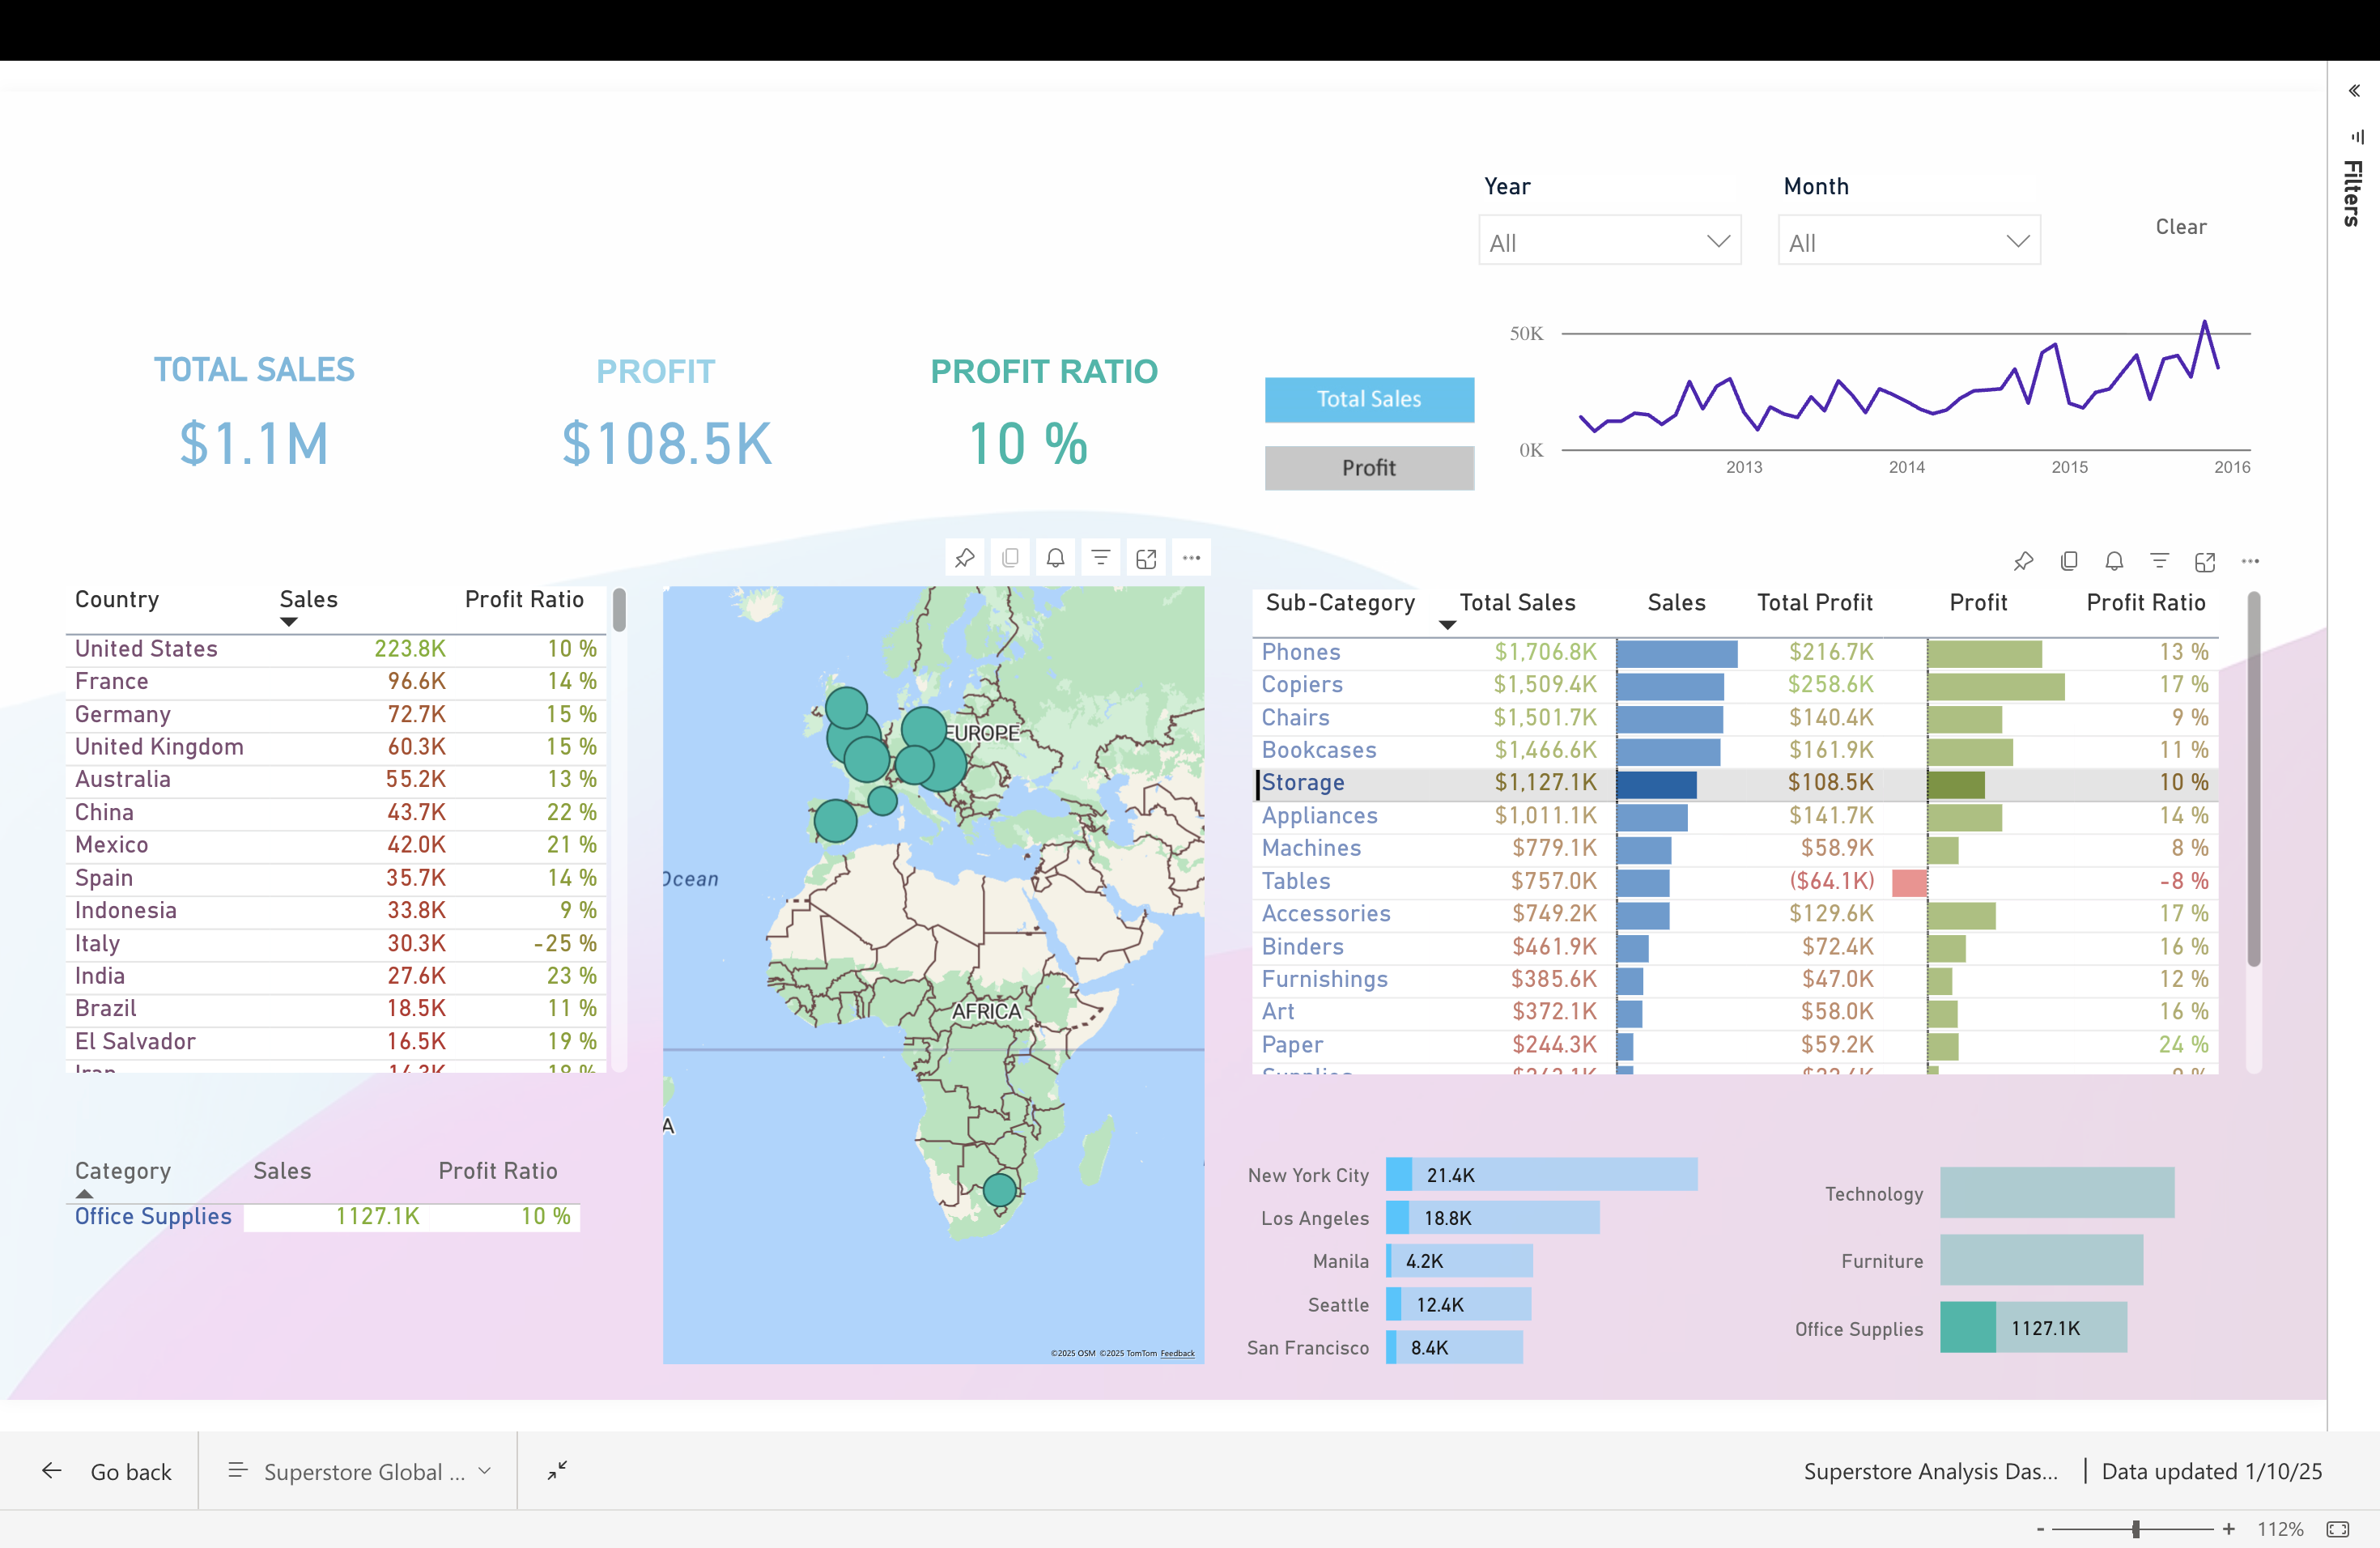 Filters
Year Month
All All Clear
TOTAL SALES PROFIT PROFIT RATIO
$1.1M $108.5K 10 %
Total Sales
Profit
50K
0K
2013 2014 2015 2016
Country Sales Profit Ratio
United States 223.8K 10 %
France 96.6K 14 %
Germany 72.7K 15 %
United Kingdom 60.3K 15 %
Australia 55.2K 13 %
China 43.7K 22 %
Mexico 42.0K 21 %
Spain 35.7K 14 %
Indonesia 33.8K 9 %
Italy 30.3K -25 %
India 27.6K 23 %
Brazil 18.5K 11 %
El Salvador 16.5K 19 %
EUROPE
Ocean
AFRICA
A
©2025 OSM ©2025 TomTom Feedback
Sub-Category Total Sales Sales Total Profit Profit Profit Ratio
Phones $1,706.8K $216.7K 13 %
Copiers $1,509.4K $258.6K 17 %
Chairs $1,501.7K $140.4K 9 %
Bookcases $1,466.6K $161.9K 11 %
Storage $1,127.1K $108.5K 10 %
Appliances $1,011.1K $141.7K 14 %
Machines $779.1K $58.9K 8 %
Tables $757.0K ($64.1K) -8 %
Accessories $749.2K $129.6K 17 %
Binders $461.9K $72.4K 16 %
Furnishings $385.6K $47.0K 12 %
Art $372.1K $58.0K 16 %
Paper $244.3K $59.2K 24 %
Category Sales Profit Ratio
Office Supplies 1127.1K 10 %
New York City 21.4K
Los Angeles 18.8K
Manila 4.2K
Seattle 12.4K
San Francisco 8.4K
Technology
Furniture
Office Supplies 1127.1K
Go back Superstore Global ... Superstore Analysis Das... | Data updated 1/10/25
- + 112%